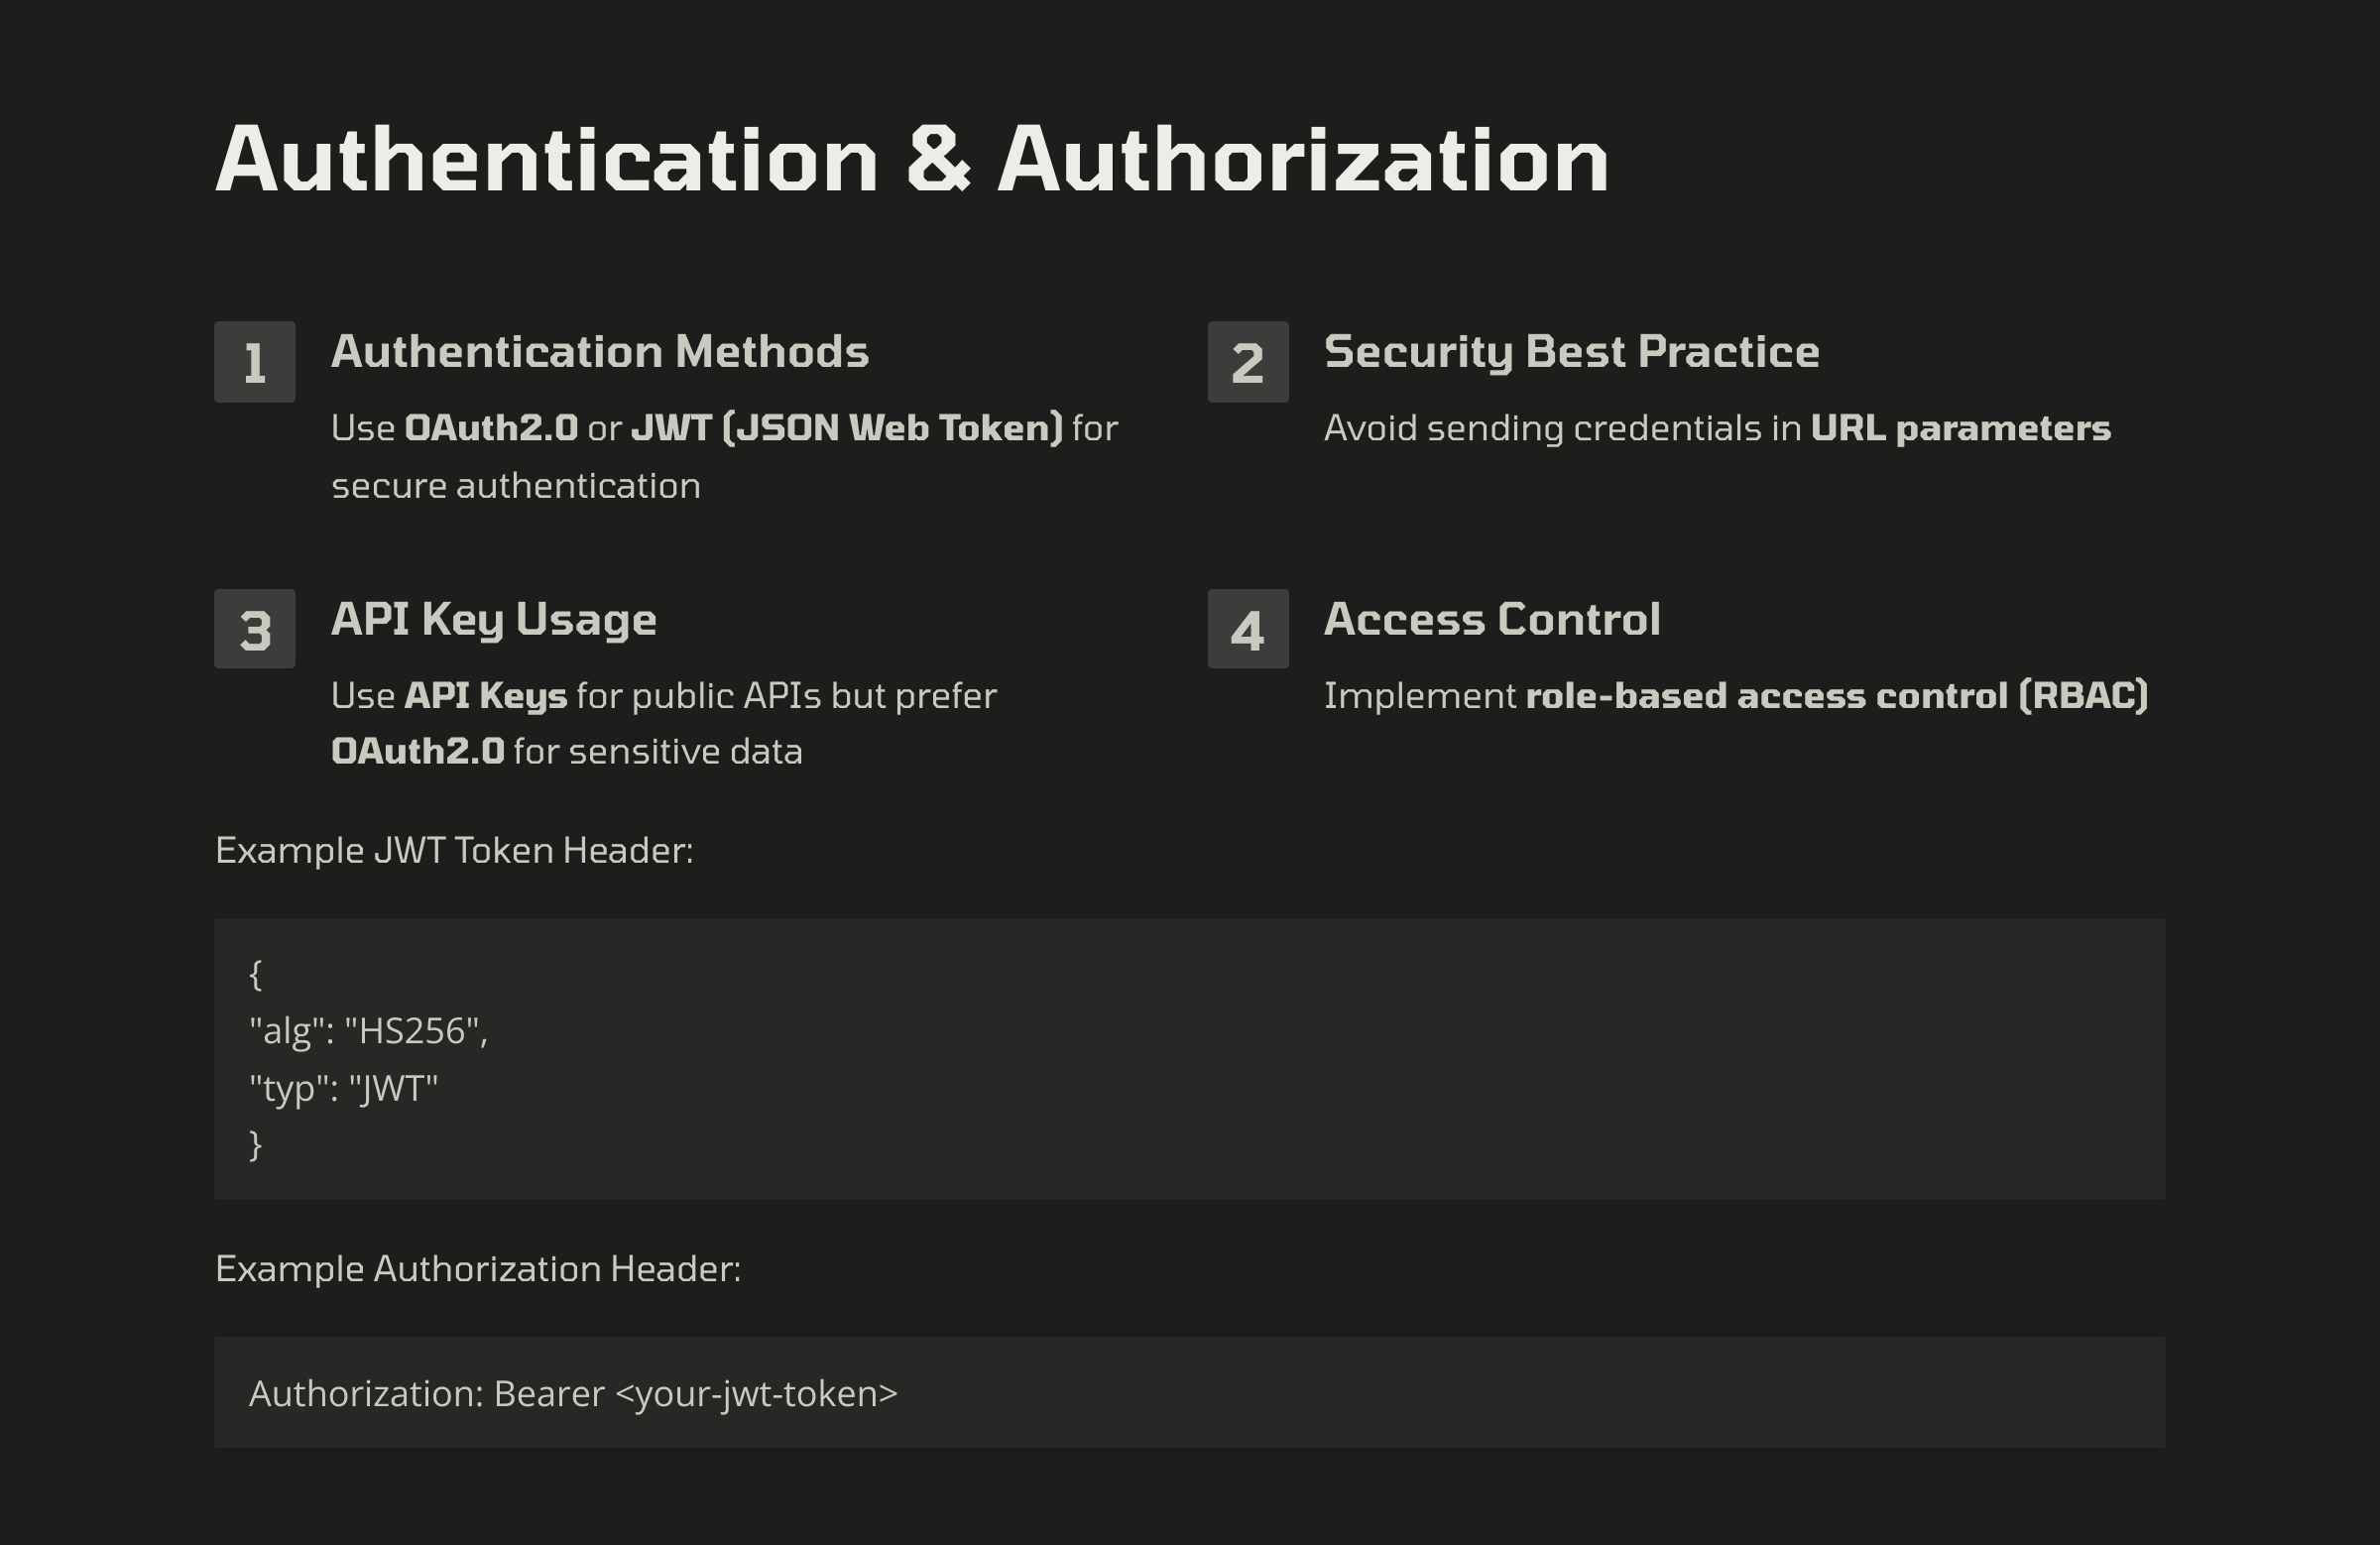 Authentication & Authorization
1
Authentication Methods
Use OAuth2.0 or JWT (JSON Web Token) for
secure authentication
2
Security Best Practice
Avoid sending credentials in URL parameters
3
API Key Usage
Use API Keys for public APIs but prefer
OAuth2.0 for sensitive data
4
Access Control
Implement role-based access control (RBAC)
Example JWT Token Header:
{
"alg": "HS256",
"typ": "JWT"
}
Example Authorization Header:
Authorization: Bearer <your-jwt-token>